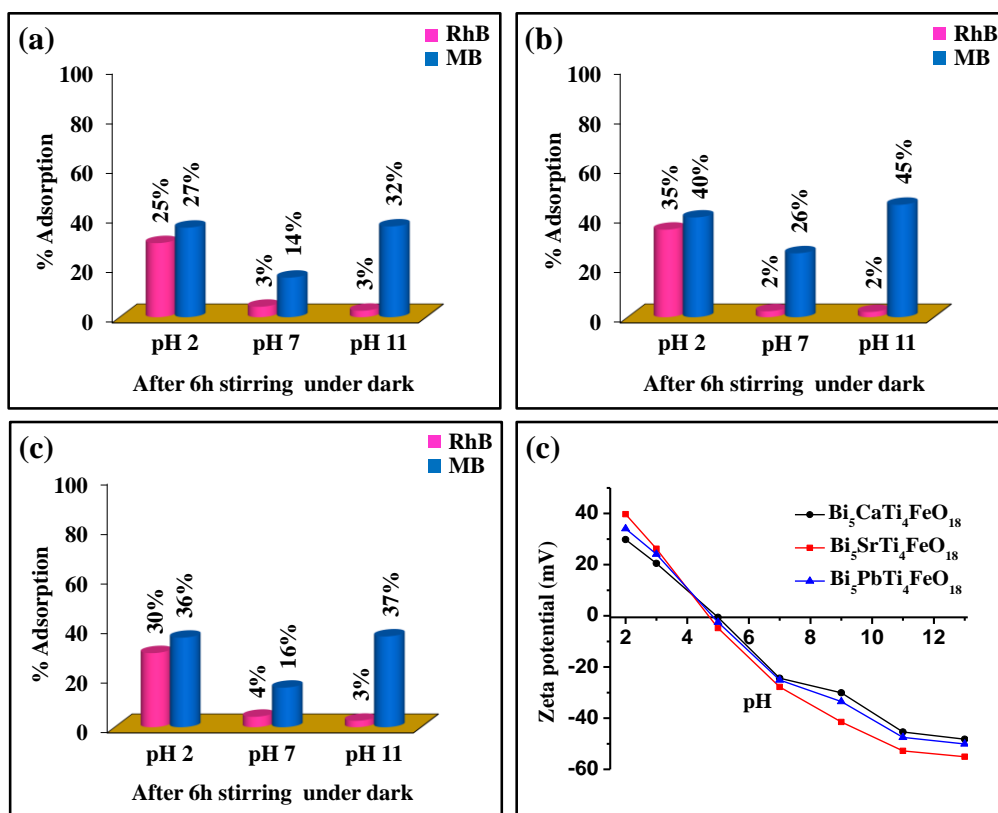 (a)
RhB
MB
% Adsorption
100
80
60
40
20
0
25%
27%
3%
14%
3%
32%
pH 2
pH 7
pH 11
After 6h stirring under dark
(b)
RhB
MB
% Adsorption
100
80
60
40
20
0
35%
40%
2%
26%
2%
45%
pH 2
pH 7
pH 11
After 6h stirring under dark
(c)
RhB
MB
% Adsorption
100
80
60
40
20
0
30%
36%
4%
16%
3%
37%
pH 2
pH 7
pH 11
After 6h stirring under dark
(c)
Zeta potential (mV)
40
20
0
-20
-40
-60
Bi₅CaTi₄FeO₁₈
Bi₅SrTi₄FeO₁₈
Bi₅PbTi₄FeO₁₈
2 4 6 8 10 12
pH